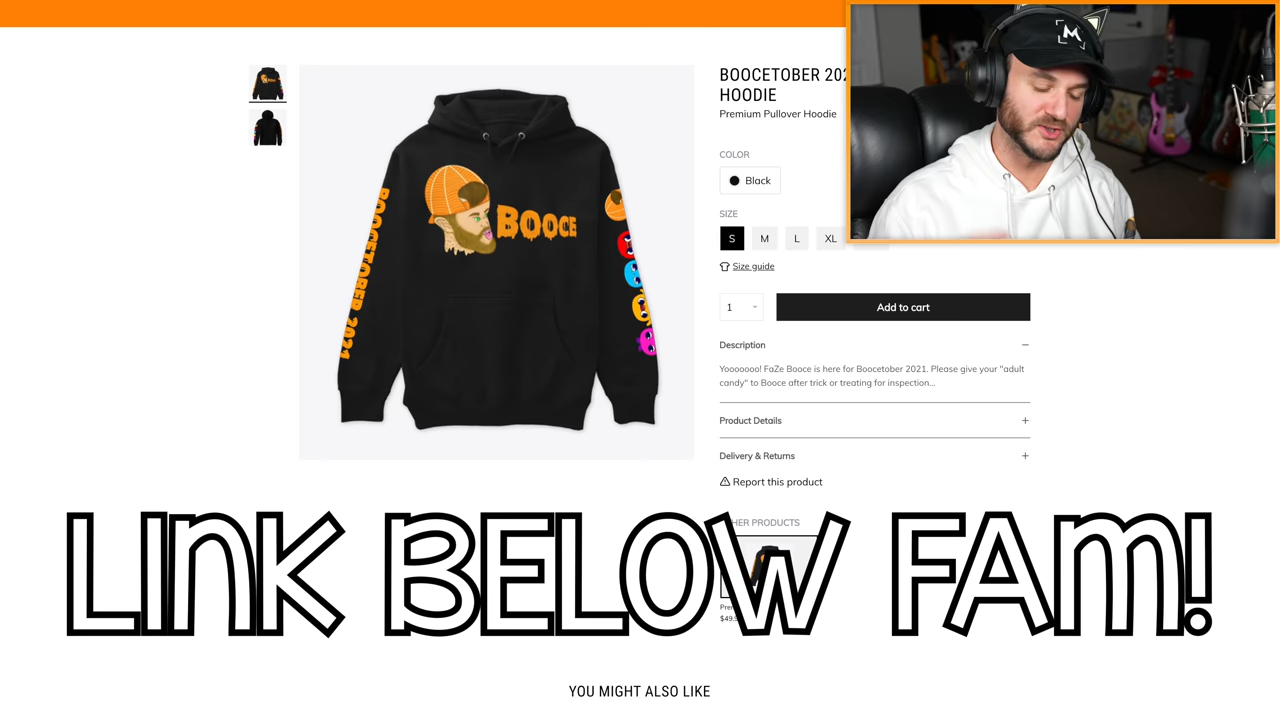 BOOCETOBER 202
HOODIE
Premium Pullover Hoodie
COLOR
Black
SIZE
S M L XL
Size guide
1 Add to cart
Description
Yooooooo! FaZe Booce is here for Boocetober 2021. Please give your "adult
candy" to Booce after trick or treating for inspection...
Product Details
Delivery & Returns
Report this product
BOOCE
BOOCETOBER 2021
M
LINK BELOW FAM!
PRODUCTS
YOU MIGHT ALSO LIKE